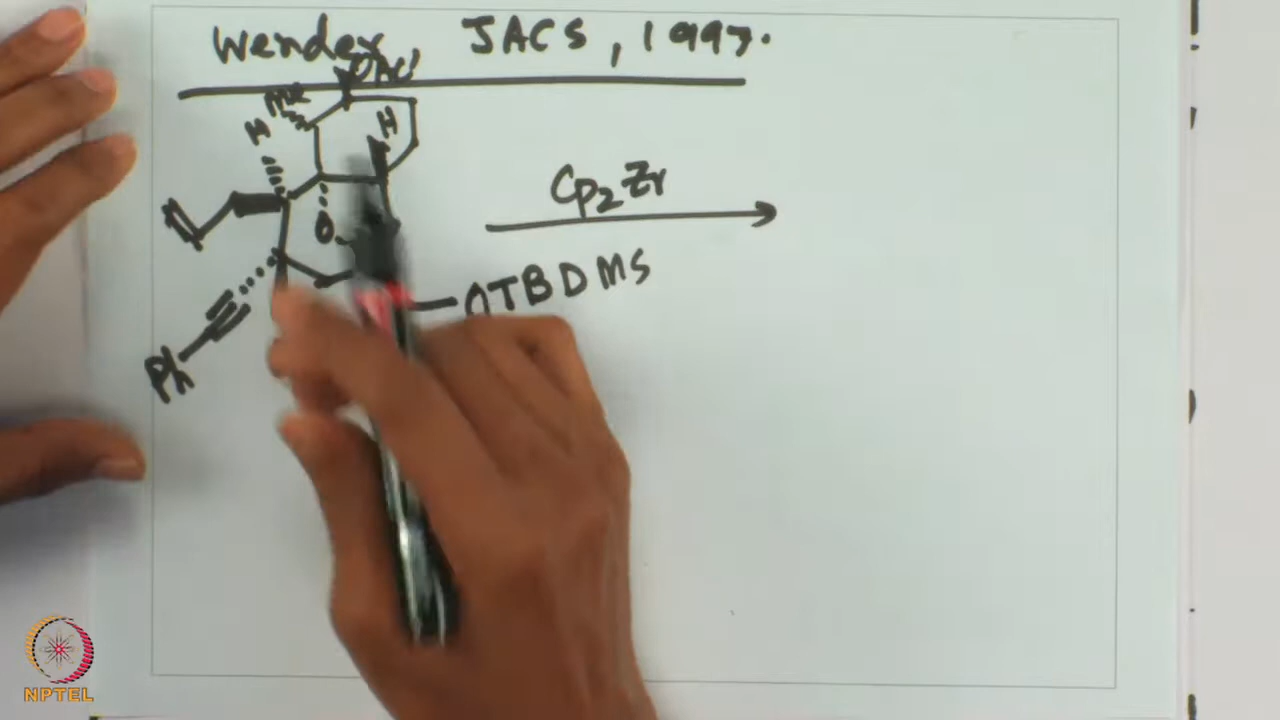 Wender, JACS, 1997.
OAc
Me
H
H
O
Cp2Zr
OTBDMS
Ph
NPTEL